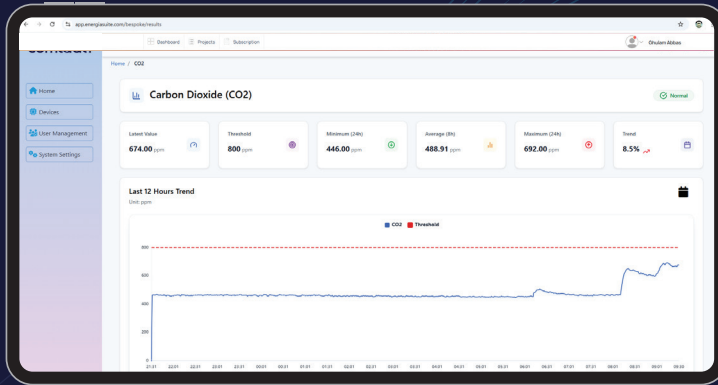 app.energiasuite.com/bespoke/results
Dashboard Projects Subscription
Ghulam Abbas
Home / CO2
Home
Devices
User Management
System Settings
Carbon Dioxide (CO2)
Normal
Latest Value
674.00 ppm
Threshold
800 ppm
Minimum (24h)
446.00 ppm
Average (8h)
488.91 ppm
Maximum (24h)
692.00 ppm
Trend
8.5%
Last 12 Hours Trend
Unit: ppm
CO2 Threshold
800
600
400
200
0